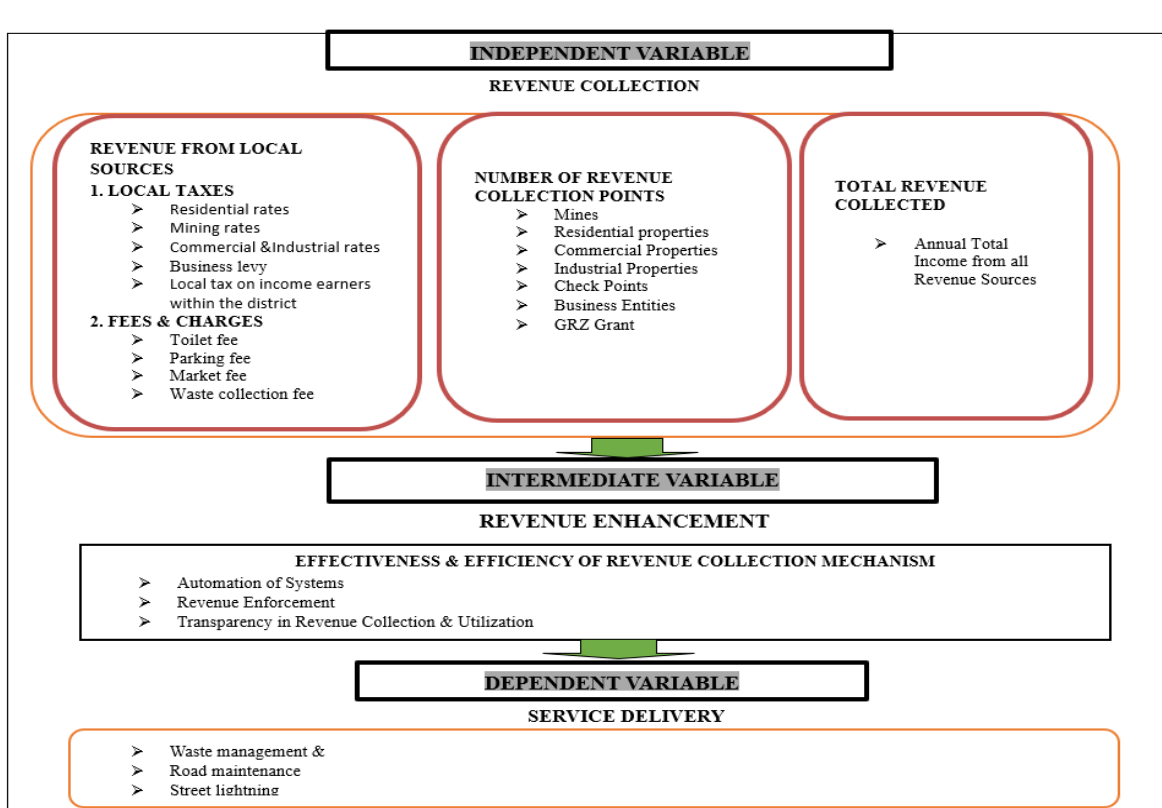 INDEPENDENT VARIABLE
REVENUE COLLECTION
REVENUE FROM LOCAL
SOURCES
1. LOCAL TAXES
➤ Residential rates
➤ Mining rates
➤ Commercial &Industrial rates
➤ Business levy
➤ Local tax on income earners
within the district
2. FEES & CHARGES
➤ Toilet fee
➤ Parking fee
➤ Market fee
➤ Waste collection fee
NUMBER OF REVENUE
COLLECTION POINTS
➤ Mines
➤ Residential properties
➤ Commercial Properties
➤ Industrial Properties
➤ Check Points
➤ Business Entities
➤ GRZ Grant
TOTAL REVENUE
COLLECTED
➤ Annual Total
Income from all
Revenue Sources
INTERMEDIATE VARIABLE
REVENUE ENHANCEMENT
EFFECTIVENESS & EFFICIENCY OF REVENUE COLLECTION MECHANISM
➤ Automation of Systems
➤ Revenue Enforcement
➤ Transparency in Revenue Collection & Utilization
DEPENDENT VARIABLE
SERVICE DELIVERY
➤ Waste management &
➤ Road maintenance
➤ Street lightning